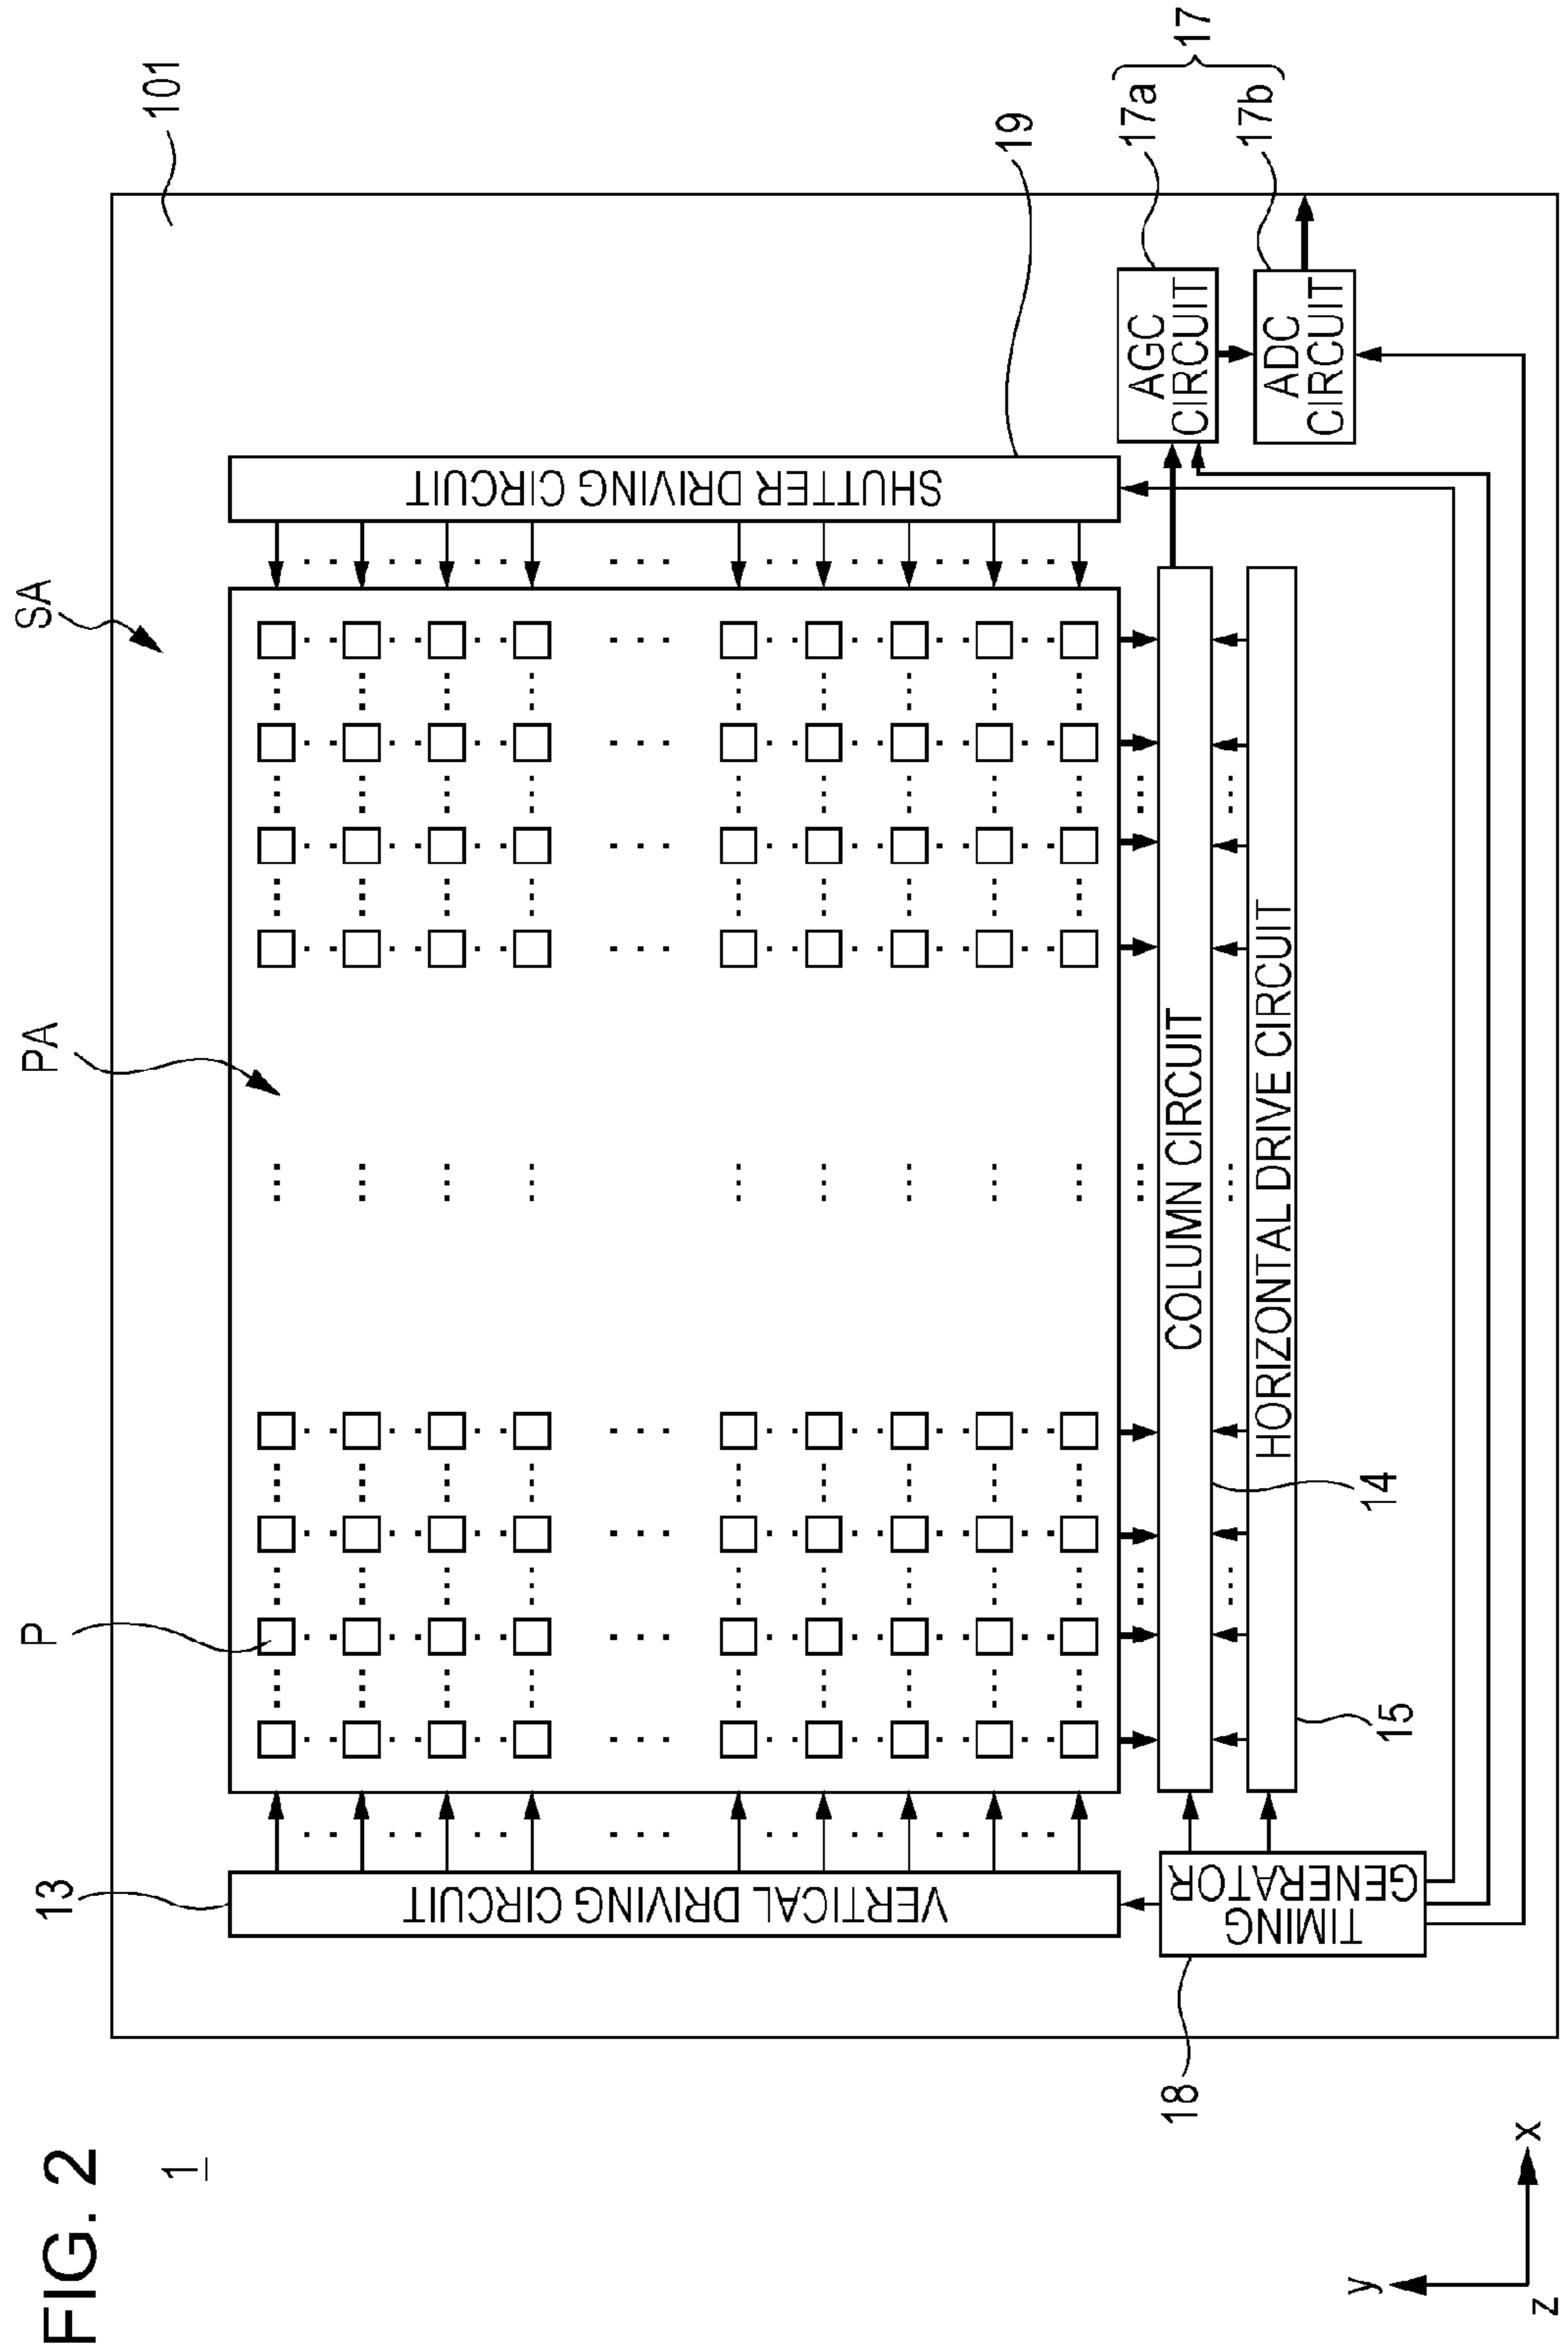 FIG. 2
1
P
PA
SA
101
13
VERTICAL DRIVING CIRCUIT
SHUTTER DRIVING CIRCUIT
19
COLUMN CIRCUIT
14
HORIZONTAL DRIVE CIRCUIT
15
TIMING
GENERATOR
18
AGC
CIRCUIT
17a
ADC
CIRCUIT
17b
17
y
z
x